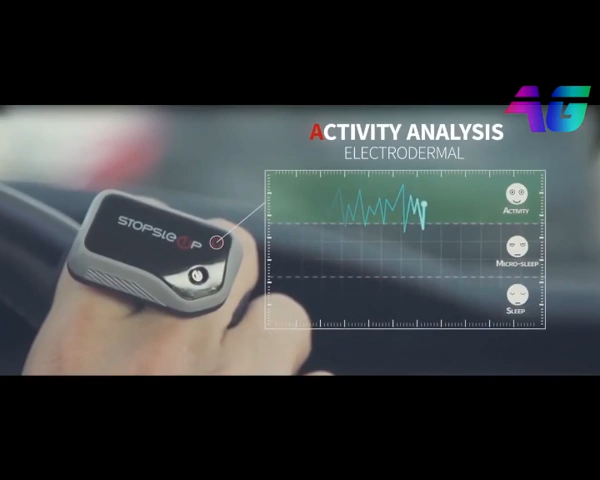 AG
ACTIVITY ANALYSIS
ELECTRODERMAL
STOPSLEEP
ACTIVITY
MICRO-SLEEP
SLEEP